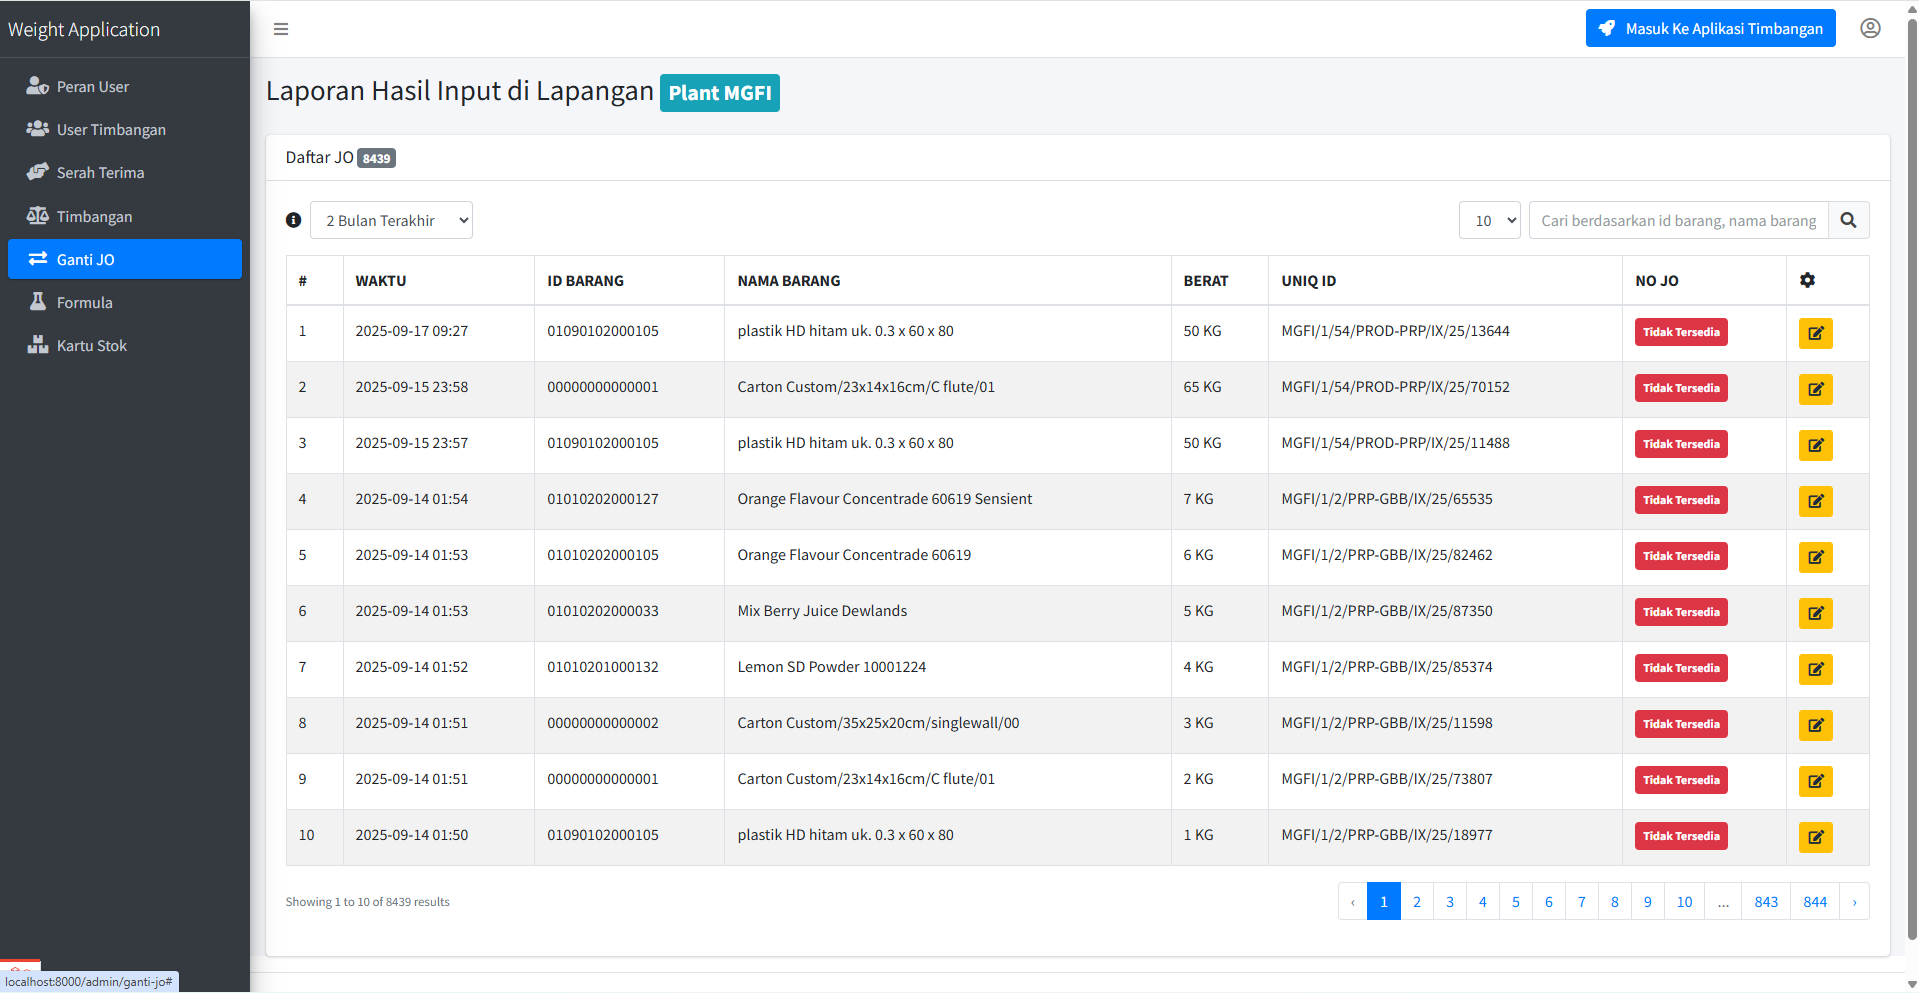 Weight Application
Masuk Ke Aplikasi Timbangan
Peran User
User Timbangan
Serah Terima
Timbangan
Ganti JO
Formula
Kartu Stok
Laporan Hasil Input di Lapangan Plant MGFI
Daftar JO 8439
2 Bulan Terakhir 10 Cari berdasarkan id barang, nama barang
# WAKTU ID BARANG NAMA BARANG BERAT UNIQ ID NO JO
1 2025-09-17 09:27 01090102000105 plastik HD hitam uk. 0.3 x 60 x 80 50 KG MGFI/1/54/PROD-PRP/IX/25/13644 Tidak Tersedia
2 2025-09-15 23:58 00000000000001 Carton Custom/23x14x16cm/C flute/01 65 KG MGFI/1/54/PROD-PRP/IX/25/70152 Tidak Tersedia
3 2025-09-15 23:57 01090102000105 plastik HD hitam uk. 0.3 x 60 x 80 50 KG MGFI/1/54/PROD-PRP/IX/25/11488 Tidak Tersedia
4 2025-09-14 01:54 01010202000127 Orange Flavour Concentrade 60619 Sensient 7 KG MGFI/1/2/PRP-GBB/IX/25/65535 Tidak Tersedia
5 2025-09-14 01:53 01010202000105 Orange Flavour Concentrade 60619 6 KG MGFI/1/2/PRP-GBB/IX/25/82462 Tidak Tersedia
6 2025-09-14 01:53 01010202000033 Mix Berry Juice Dewlands 5 KG MGFI/1/2/PRP-GBB/IX/25/87350 Tidak Tersedia
7 2025-09-14 01:52 01010201000132 Lemon SD Powder 10001224 4 KG MGFI/1/2/PRP-GBB/IX/25/85374 Tidak Tersedia
8 2025-09-14 01:51 00000000000002 Carton Custom/35x25x20cm/singlewall/00 3 KG MGFI/1/2/PRP-GBB/IX/25/11598 Tidak Tersedia
9 2025-09-14 01:51 00000000000001 Carton Custom/23x14x16cm/C flute/01 2 KG MGFI/1/2/PRP-GBB/IX/25/73807 Tidak Tersedia
10 2025-09-14 01:50 01090102000105 plastik HD hitam uk. 0.3 x 60 x 80 1 KG MGFI/1/2/PRP-GBB/IX/25/18977 Tidak Tersedia
Showing 1 to 10 of 8439 results ‹ 1 2 3 4 5 6 7 8 9 10 ... 843 844 ›
localhost:8000/admin/ganti-jo#